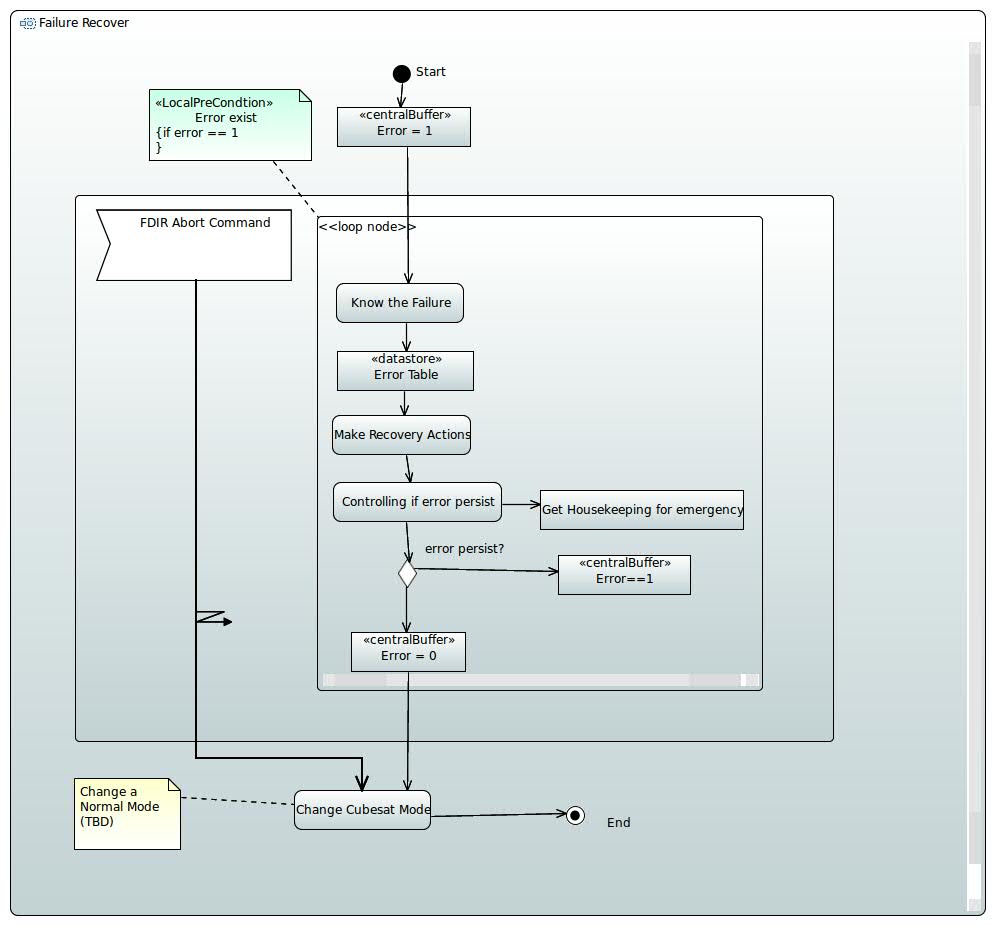 Failure Recover
Start
«LocalPreCondtion»
Error exist
{if error == 1
}
«centralBuffer»
Error = 1
FDIR Abort Command
<<loop node>>
Know the Failure
«datastore»
Error Table
Make Recovery Actions
Controlling if error persist
Get Housekeeping for emergency
error persist?
«centralBuffer»
Error==1
«centralBuffer»
Error = 0
Change a
Normal Mode
(TBD)
Change Cubesat Mode
End